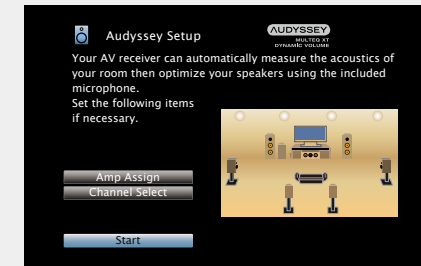 Audyssey Setup
AUDYSSEY
MULTEQ XT
DYNAMIC VOLUME
Your AV receiver can automatically measure the acoustics of
your room then optimize your speakers using the included
microphone.
Set the following items
if necessary.
Amp Assign
Channel Select
Start